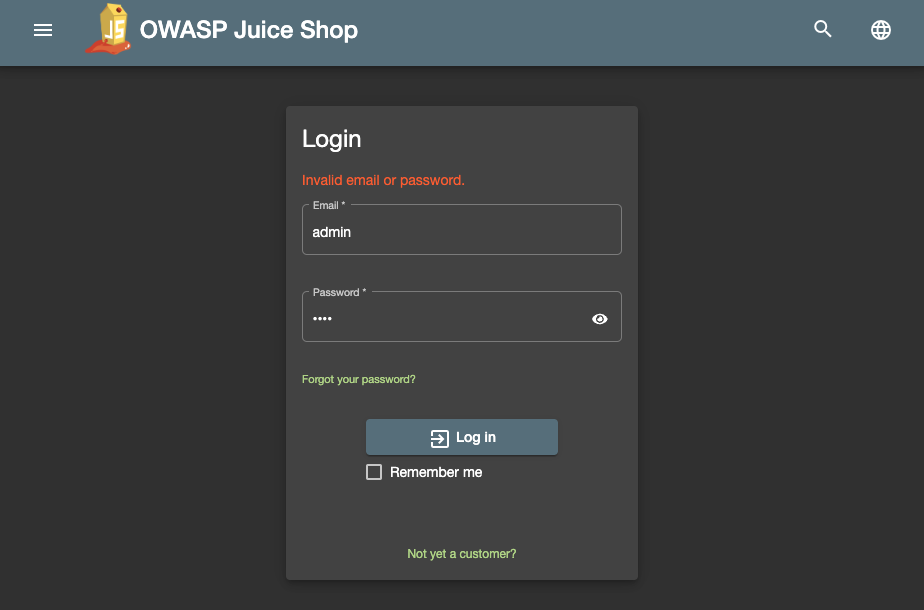 JS
OWASP Juice Shop
Login
Invalid email or password.
Email *
admin
Password *
••••
Forgot your password?
Log in
Remember me
Not yet a customer?